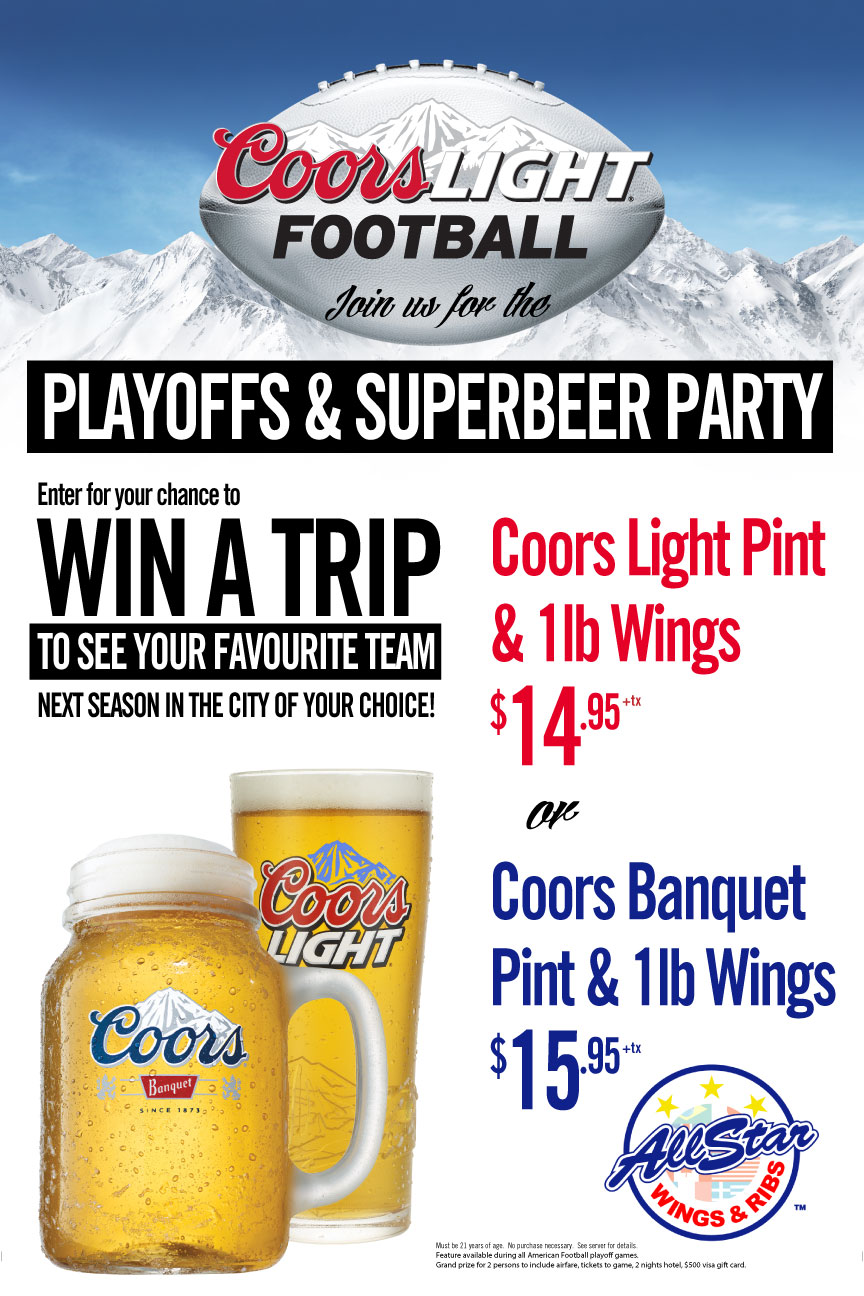 Coors LIGHT
FOOTBALL
Join us for the
PLAYOFFS & SUPERBEER PARTY
Enter for your chance to
WIN A TRIP
TO SEE YOUR FAVOURITE TEAM
NEXT SEASON IN THE CITY OF YOUR CHOICE!
Coors Light Pint
& 1lb Wings
$14.95+tx
or
Coors Banquet
Pint & 1lb Wings
$15.95+tx
Coors
LIGHT
Coors
Banquet
SINCE 1873
AllStar
WINGS & RIBS
TM
Must be 21 years of age. No purchase necessary. See server for details.
Feature available during all American Football playoff games.
Grand prize for 2 persons to include airfare, tickets to game, 2 nights hotel, $500 visa gift card.